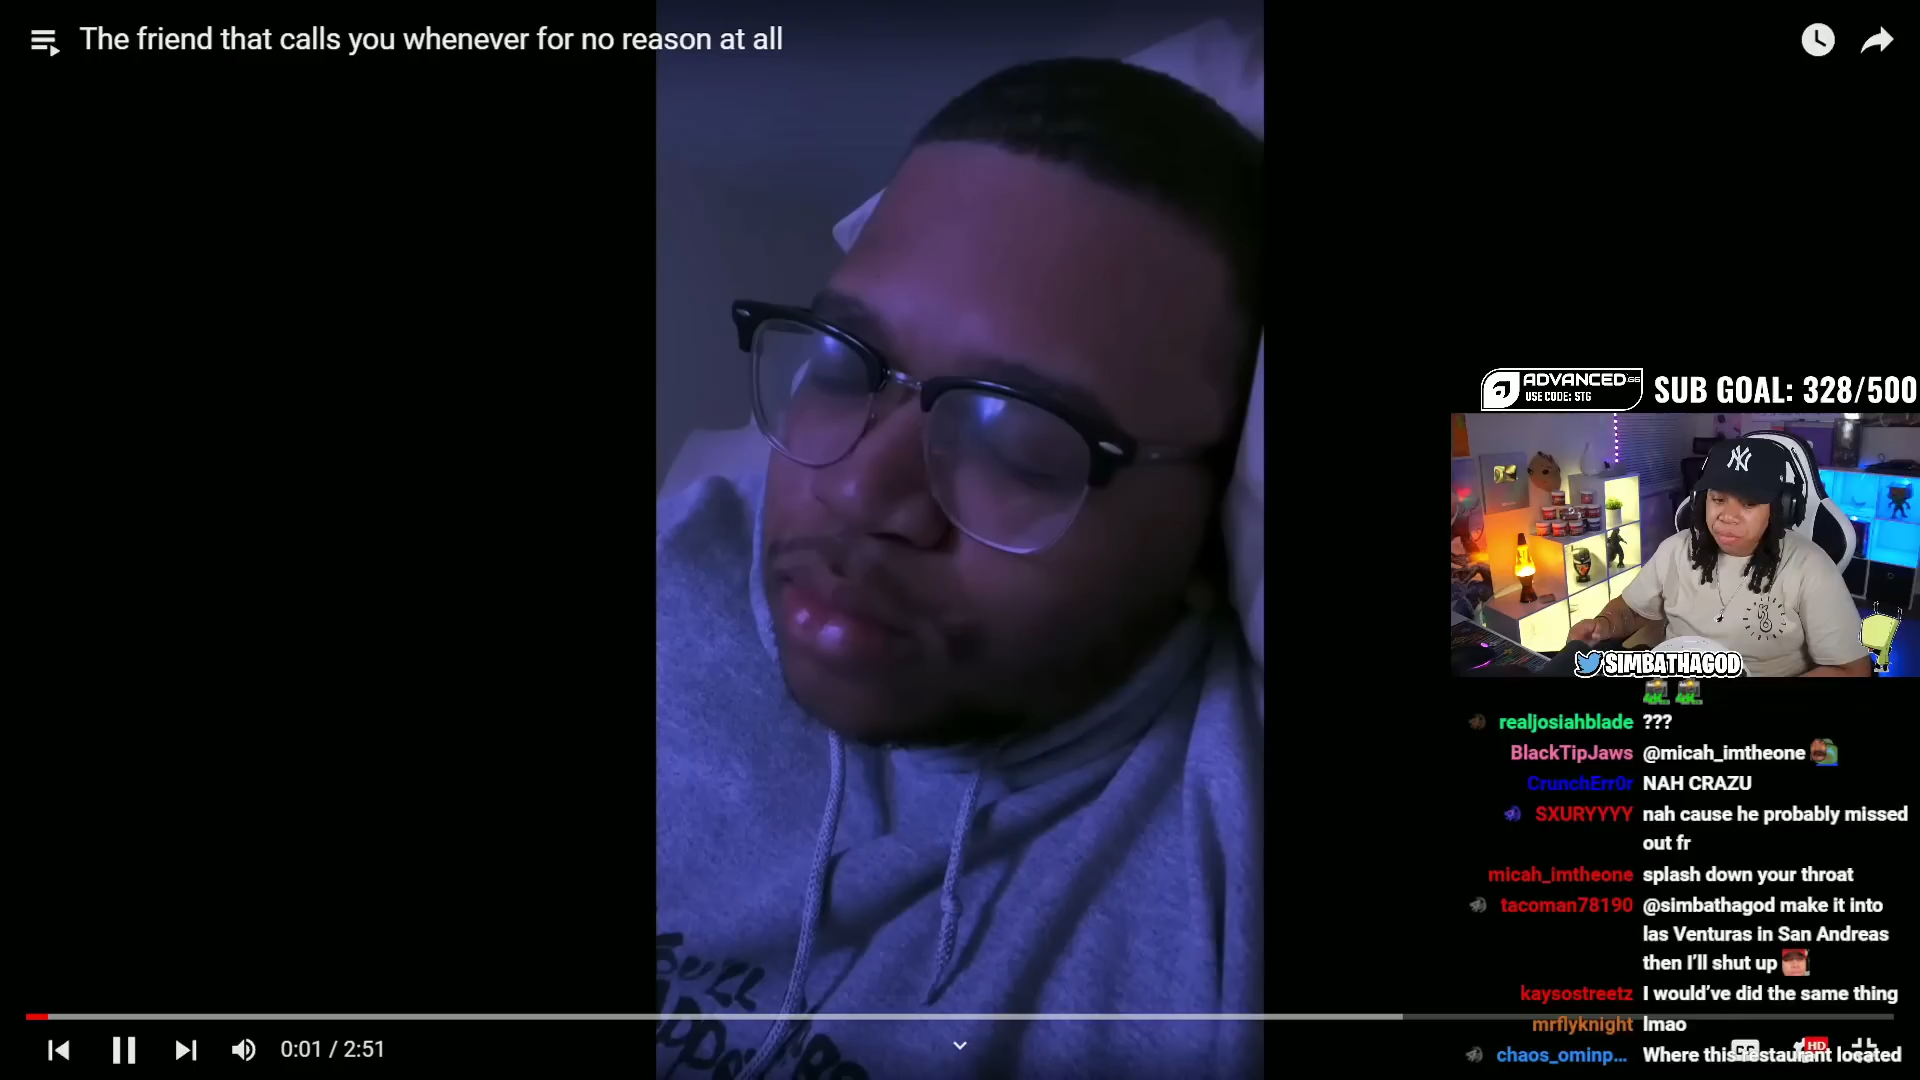 The friend that calls you whenever for no reason at all
ADVANCED.GG
USE CODE: STG
SUB GOAL: 328/500
NY
SIMBATHAGOD
realjosiahblade ???
BlackTipJaws @micah_imtheone
CrunchErr0r NAH CRAZU
SXURYYYY nah cause he probably missed
out fr
micah_imtheone splash down your throat
tacoman78190 @simbathagod make it into
las Venturas in San Andreas
then I'll shut up
kaysostreetz I would've did the same thing
mrflyknight lmao
chaos_ominp... Where this restaurant located
0:01 / 2:51
HD